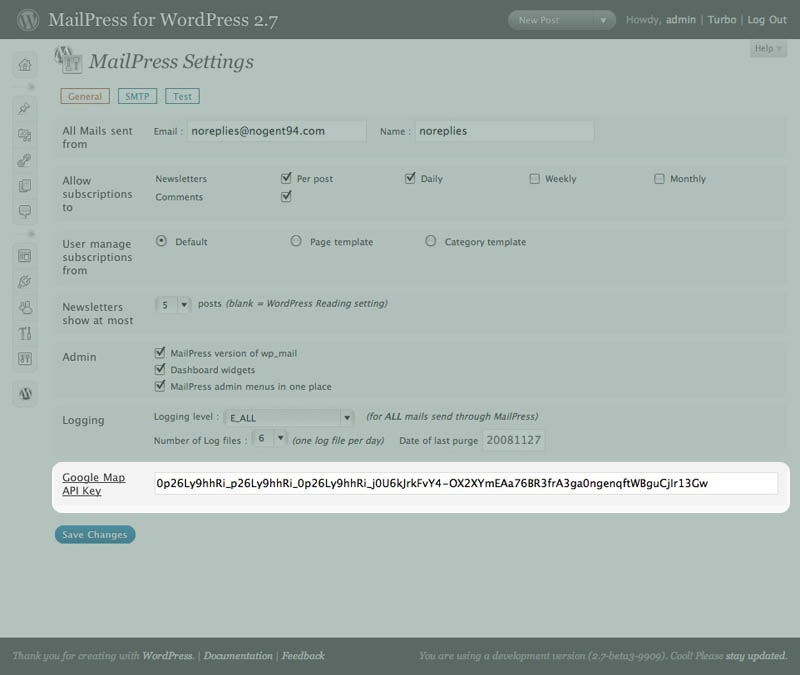 MailPress for WordPress 2.7
New Post
Howdy, admin | Turbo | Log Out
Help
MailPress Settings
General SMTP Test
All Mails sent from Email : noreplies@nogent94.com Name : noreplies
Allow subscriptions to Newsletters Per post Daily Weekly Monthly
Comments
User manage subscriptions from Default Page template Category template
Newsletters show at most 5 posts (blank = WordPress Reading setting)
Admin MailPress version of wp_mail
Dashboard widgets
MailPress admin menus in one place
Logging Logging level : E_ALL (for ALL mails send through MailPress)
Number of Log files : 6 (one log file per day) Date of last purge 20081127
Google Map API Key 0p26Ly9hhRi_p26Ly9hhRi_0p26Ly9hhRi_j0U6kJrkFvY4-OX2XYmEAa76BR3frA3ga0ngenqftWBguCjIr13Gw
Save Changes
Thank you for creating with WordPress. | Documentation | Feedback
You are using a development version (2.7-beta3-9909). Cool! Please stay updated.